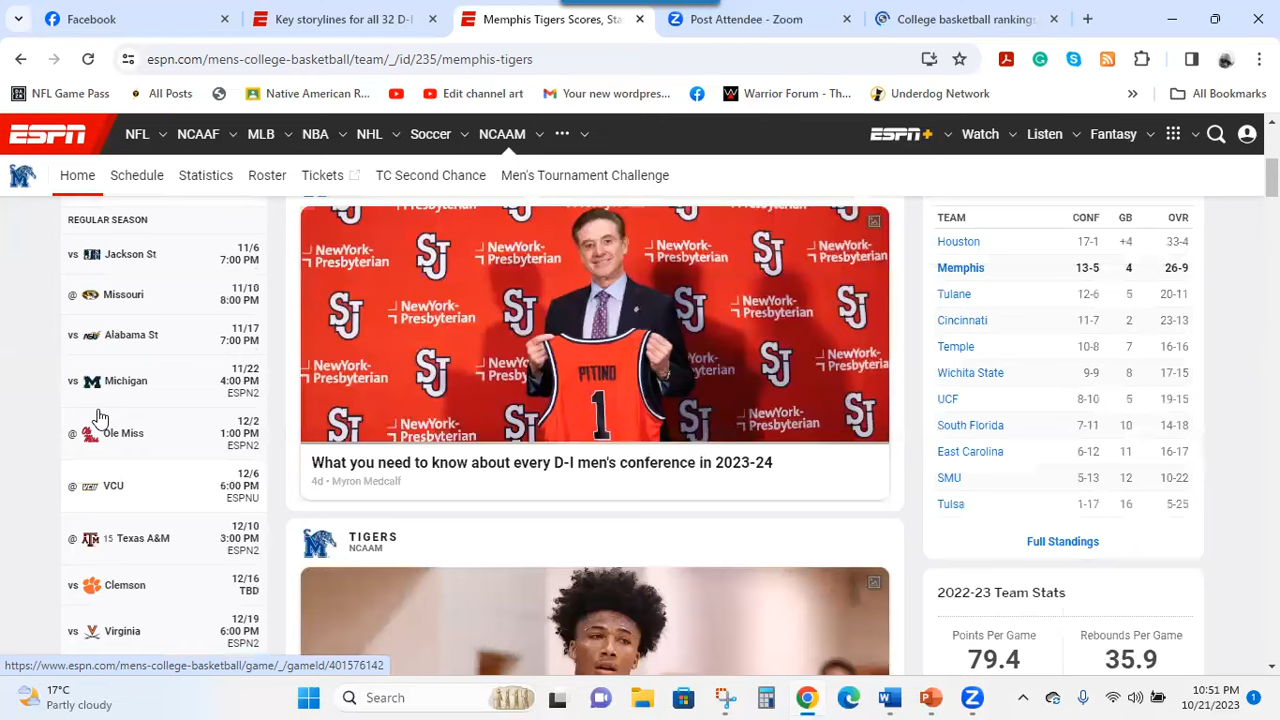 Facebook
Key storylines for all 32 D-I
Memphis Tigers Scores, Sta
Post Attendee - Zoom
College basketball rankings
espn.com/mens-college-basketball/team/_/id/235/memphis-tigers
NFL Game Pass
All Posts
Native American R...
Edit channel art
Your new wordpres...
Warrior Forum - Th...
Underdog Network
All Bookmarks
ESPN NFL NCAAF MLB NBA NHL Soccer NCAAM ... ESPN+ Watch Listen Fantasy
Home Schedule Statistics Roster Tickets TC Second Chance Men's Tournament Challenge
REGULAR SEASON
vs Jackson St 11/6 7:00 PM
@ Missouri 11/10 8:00 PM
vs Alabama St 11/17 7:00 PM
vs Michigan 11/22 4:00 PM ESPN2
@ Ole Miss 12/2 1:00 PM ESPN2
@ VCU 12/6 6:00 PM ESPNU
@ 15 Texas A&M 12/10 3:00 PM ESPN2
vs Clemson 12/16 TBD
vs Virginia 12/19 6:00 PM ESPN2
NewYork-
Presbyterian
PITINO
1
What you need to know about every D-I men's conference in 2023-24
4d • Myron Medcalf
TIGERS
NCAAM
TEAM CONF GB OVR
Houston 17-1 +4 33-4
Memphis 13-5 4 26-9
Tulane 12-6 5 20-11
Cincinnati 11-7 2 23-13
Temple 10-8 7 16-16
Wichita State 9-9 8 17-15
UCF 8-10 5 19-15
South Florida 7-11 10 14-18
East Carolina 6-12 11 16-17
SMU 5-13 12 10-22
Tulsa 1-17 16 5-25
Full Standings
2022-23 Team Stats
Points Per Game Rebounds Per Game
79.4 35.9
https://www.espn.com/mens-college-basketball/game/_/gameId/401576142
17°C
Partly cloudy
Search
10:51 PM
10/21/2023
1